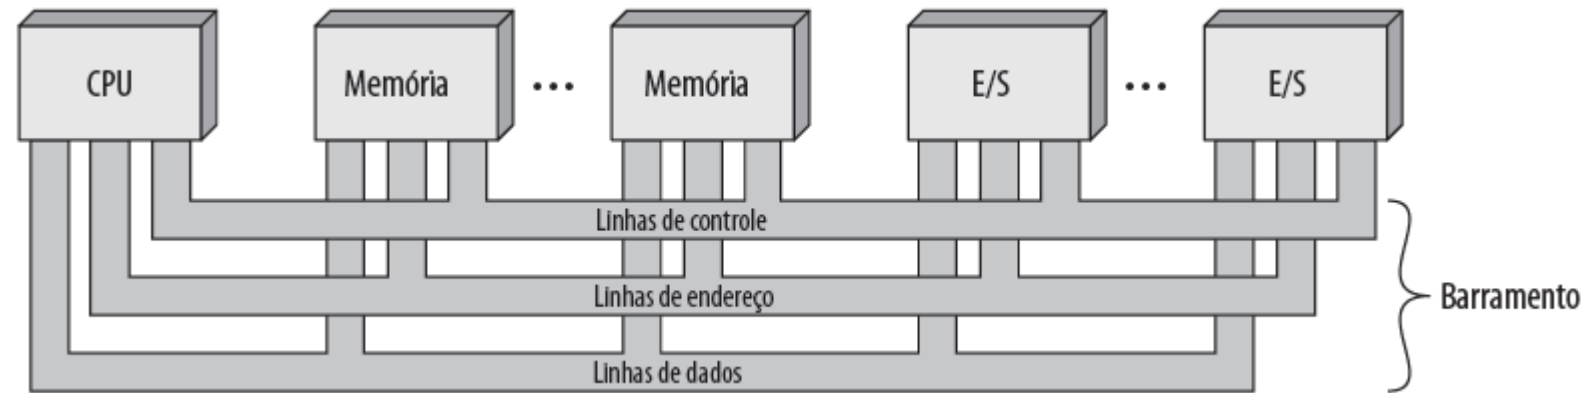 CPU
Memória
...
Memória
E/S
...
E/S
Linhas de controle
Linhas de endereço
Linhas de dados
Barramento